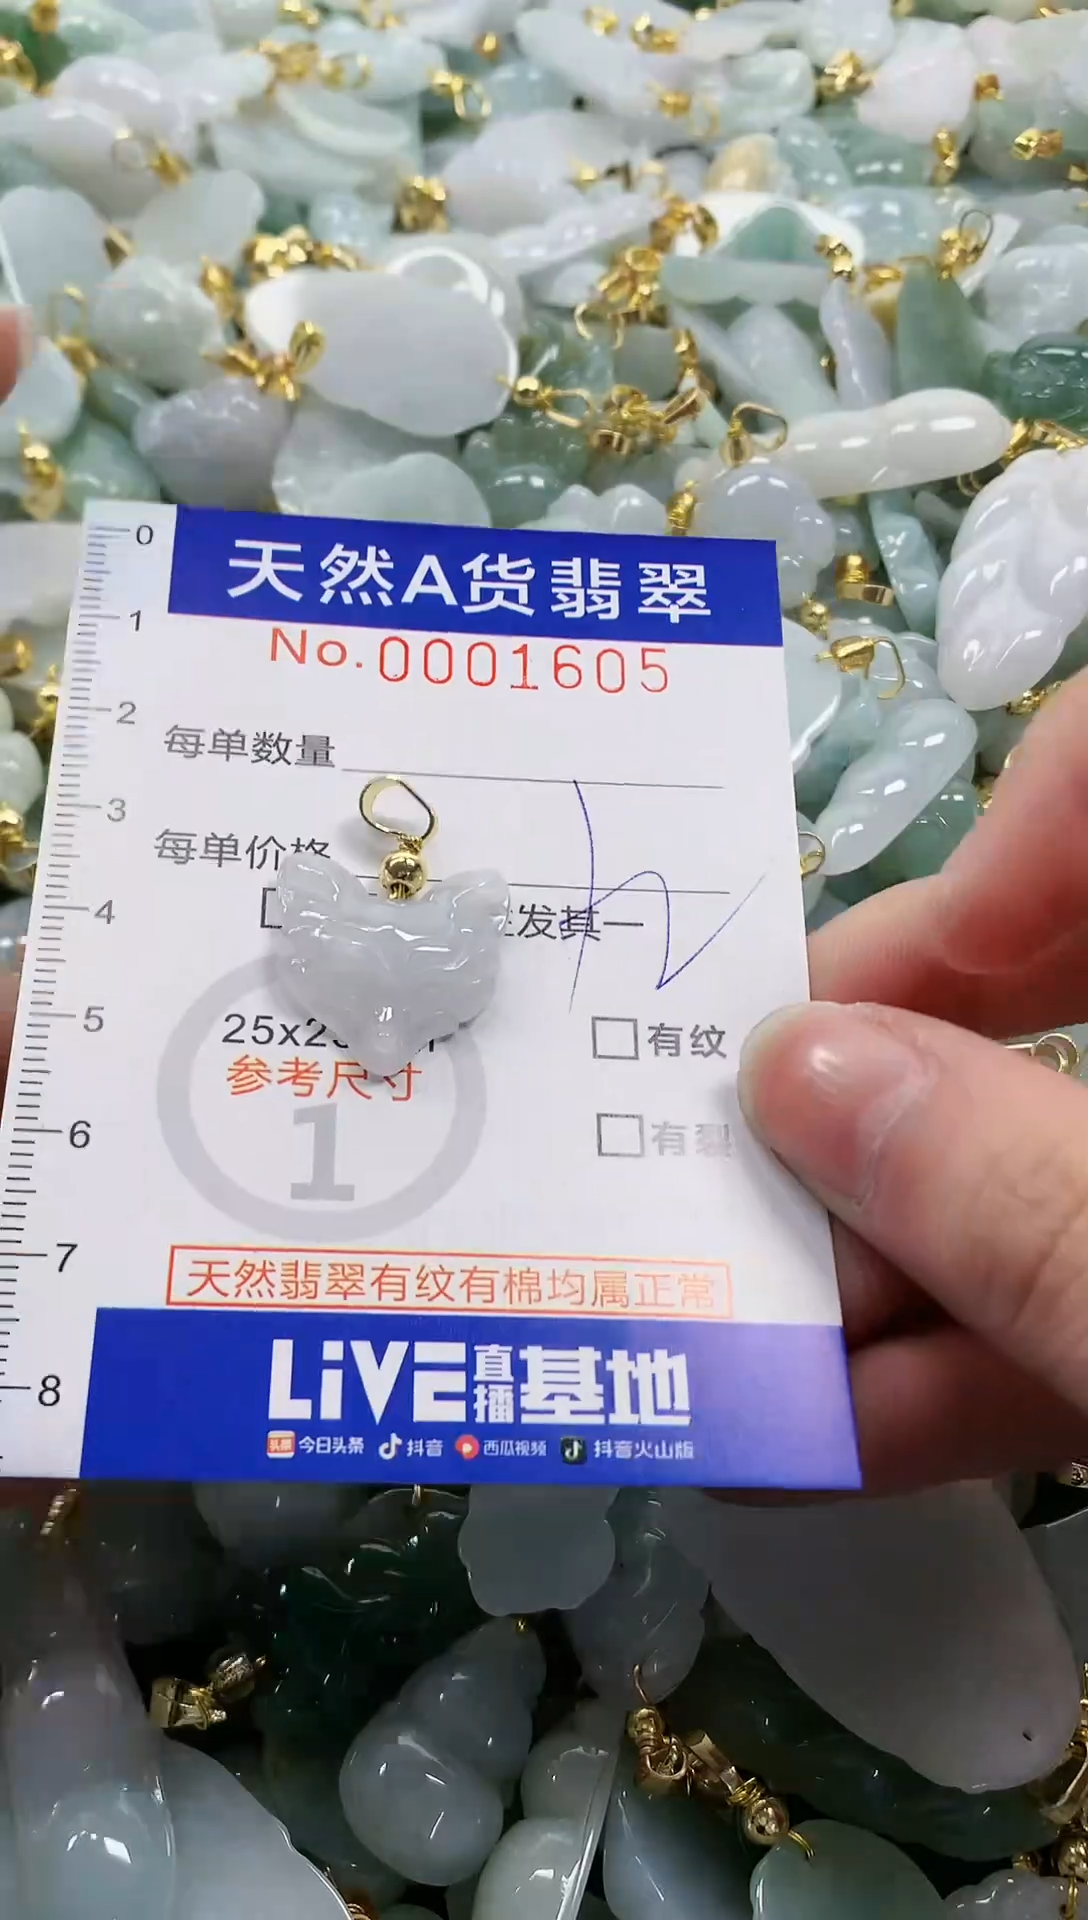 天然A货翡翠
No.0001605
每单数量
每单价格
发其一
25x2
参考尺寸
1
有纹
有裂
天然翡翠有纹有棉均属正常
LiVE直播基地
头条 今日头条 抖音 西瓜视频 抖音火山版
0
1
2
3
4
5
6
7
8